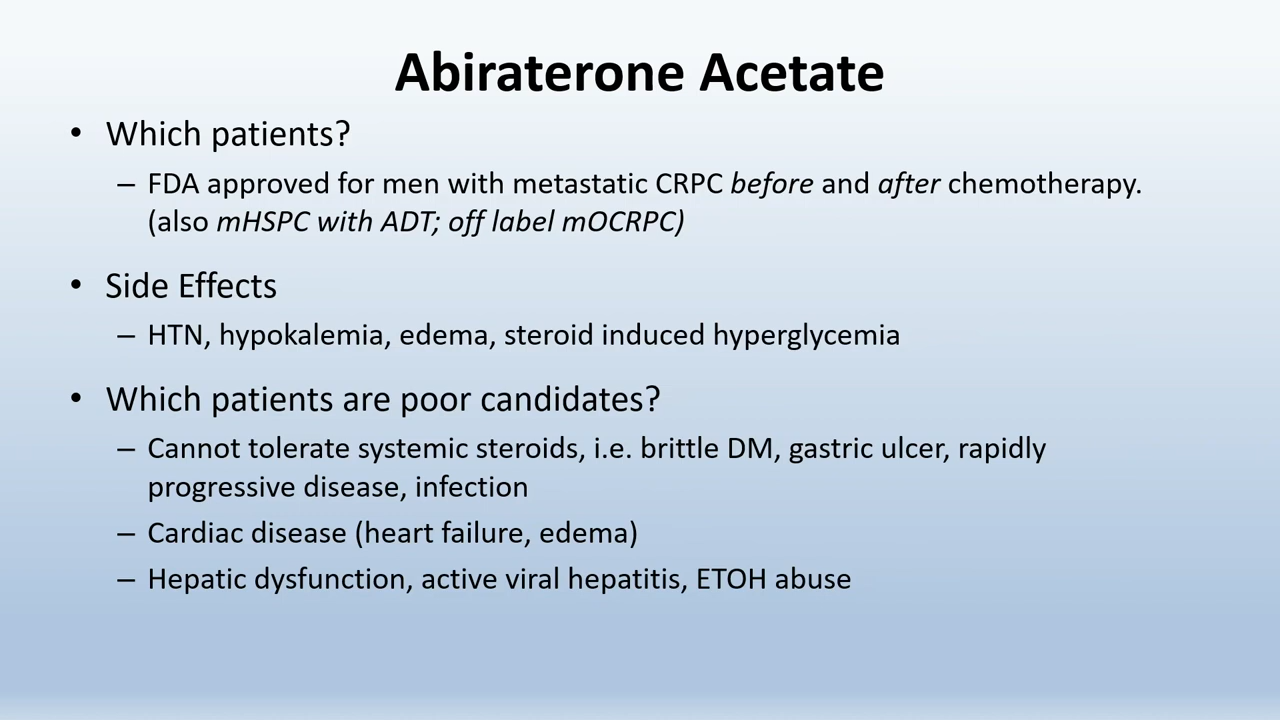 Abiraterone Acetate
• Which patients?
– FDA approved for men with metastatic CRPC before and after chemotherapy.
(also mHSPC with ADT; off label mOCRPC)
• Side Effects
– HTN, hypokalemia, edema, steroid induced hyperglycemia
• Which patients are poor candidates?
– Cannot tolerate systemic steroids, i.e. brittle DM, gastric ulcer, rapidly
progressive disease, infection
– Cardiac disease (heart failure, edema)
– Hepatic dysfunction, active viral hepatitis, ETOH abuse